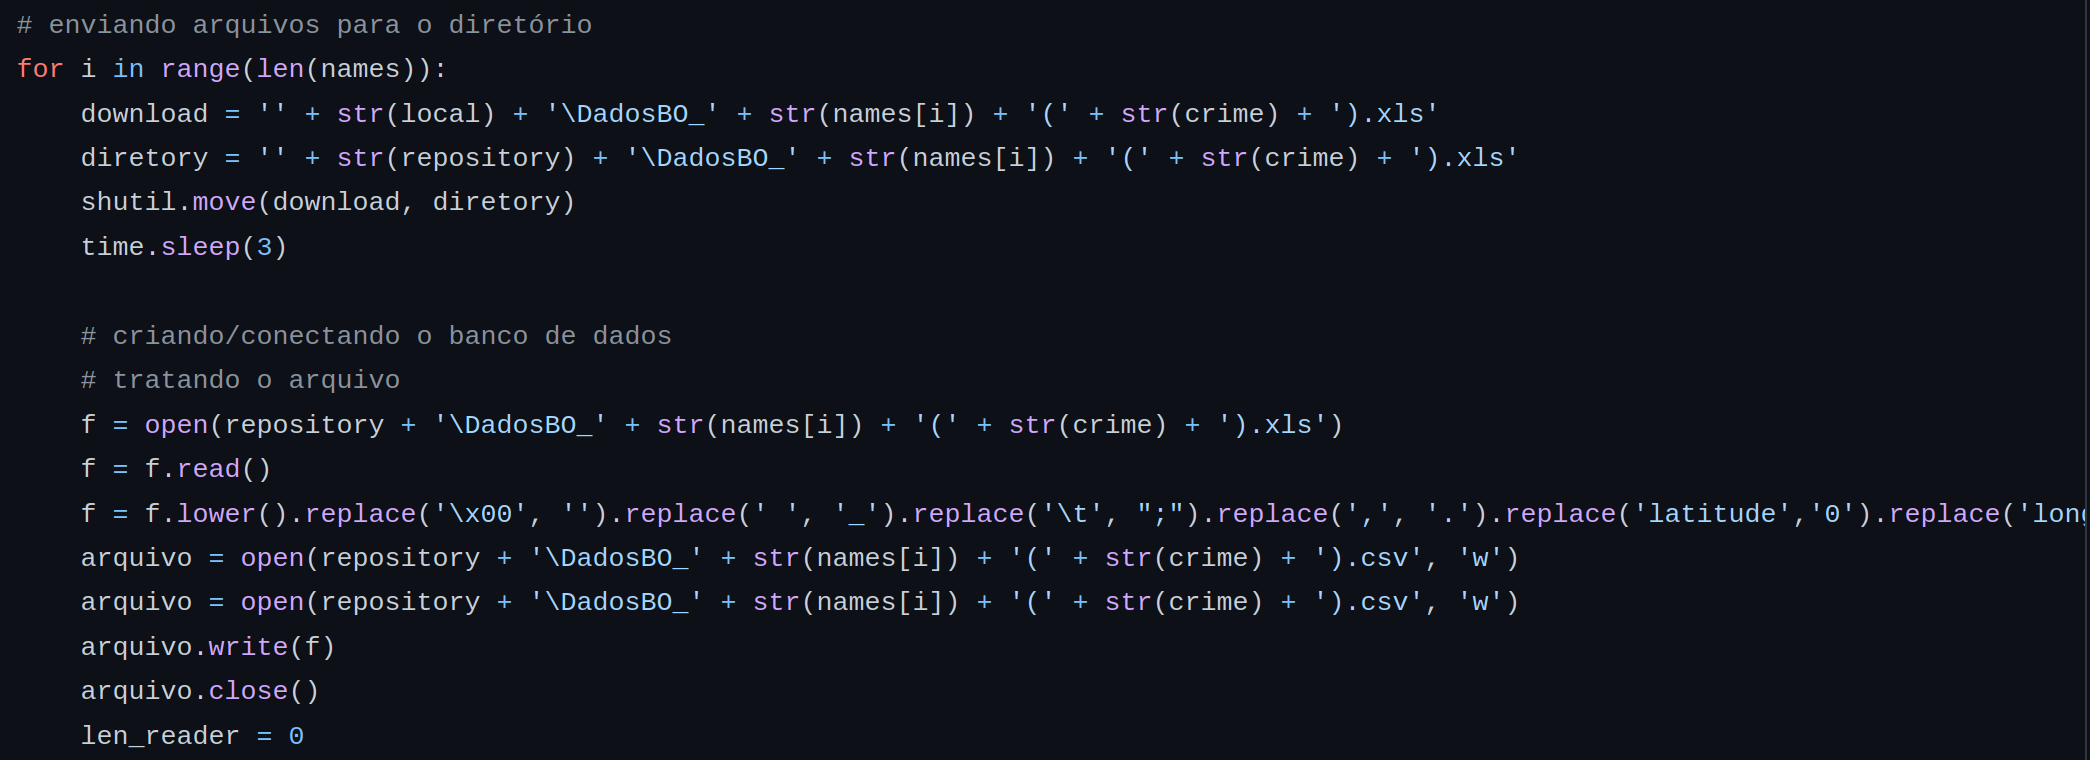 # enviando arquivos para o diretório
for i in range(len(names)):
    download = '' + str(local) + '\DadosBO_' + str(names[i]) + '(' + str(crime) + ').xls'
    diretory = '' + str(repository) + '\DadosBO_' + str(names[i]) + '(' + str(crime) + ').xls'
    shutil.move(download, diretory)
    time.sleep(3)

    # criando/conectando o banco de dados
    # tratando o arquivo
    f = open(repository + '\DadosBO_' + str(names[i]) + '(' + str(crime) + ').xls')
    f = f.read()
    f = f.lower().replace('\x00', '').replace(' ', '_').replace('\t', ";").replace(',', '.').replace('latitude','0').replace('long
    arquivo = open(repository + '\DadosBO_' + str(names[i]) + '(' + str(crime) + ').csv', 'w')
    arquivo = open(repository + '\DadosBO_' + str(names[i]) + '(' + str(crime) + ').csv', 'w')
    arquivo.write(f)
    arquivo.close()
    len_reader = 0